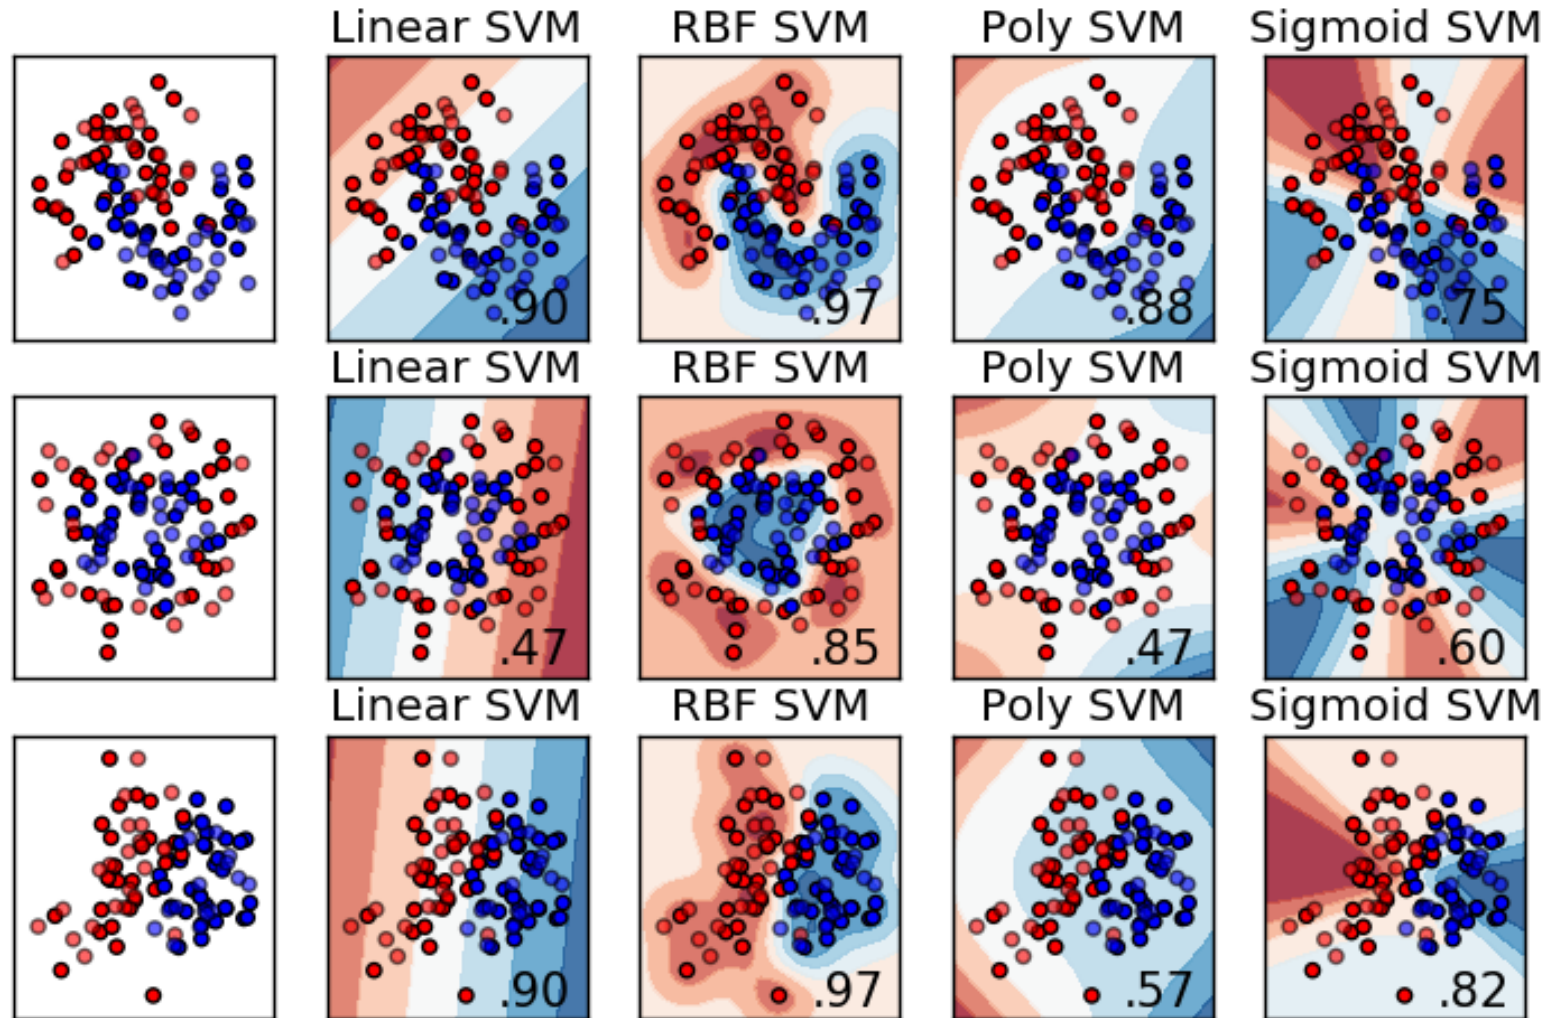 Linear SVM RBF SVM Poly SVM Sigmoid SVM
.90 .97 .88 .75
Linear SVM RBF SVM Poly SVM Sigmoid SVM
.47 .85 .47 .60
Linear SVM RBF SVM Poly SVM Sigmoid SVM
.90 .97 .57 .82